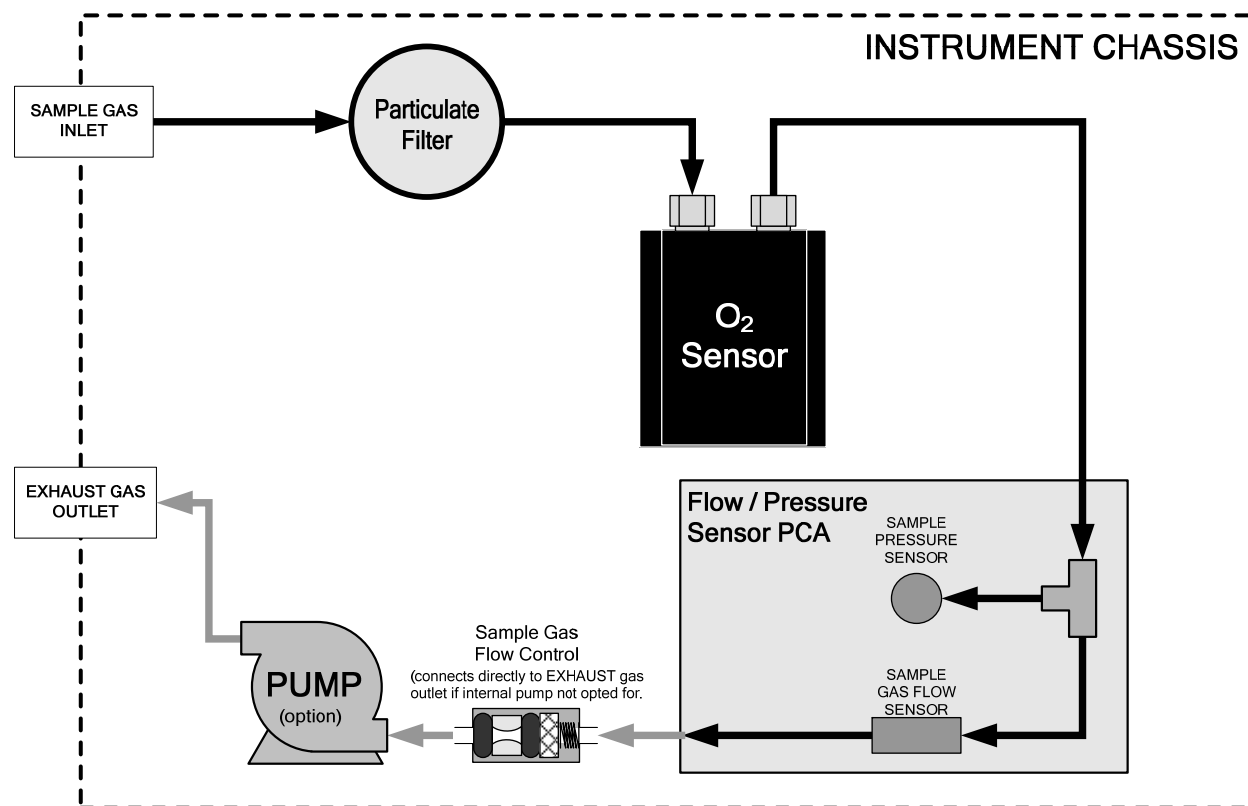 INSTRUMENT CHASSIS
SAMPLE GAS
INLET
Particulate
Filter
O₂
Sensor
EXHAUST GAS
OUTLET
Flow / Pressure
Sensor PCA
SAMPLE
PRESSURE
SENSOR
Sample Gas
Flow Control
(connects directly to EXHAUST gas
outlet if internal pump not opted for.
PUMP
(option)
SAMPLE
GAS FLOW
SENSOR